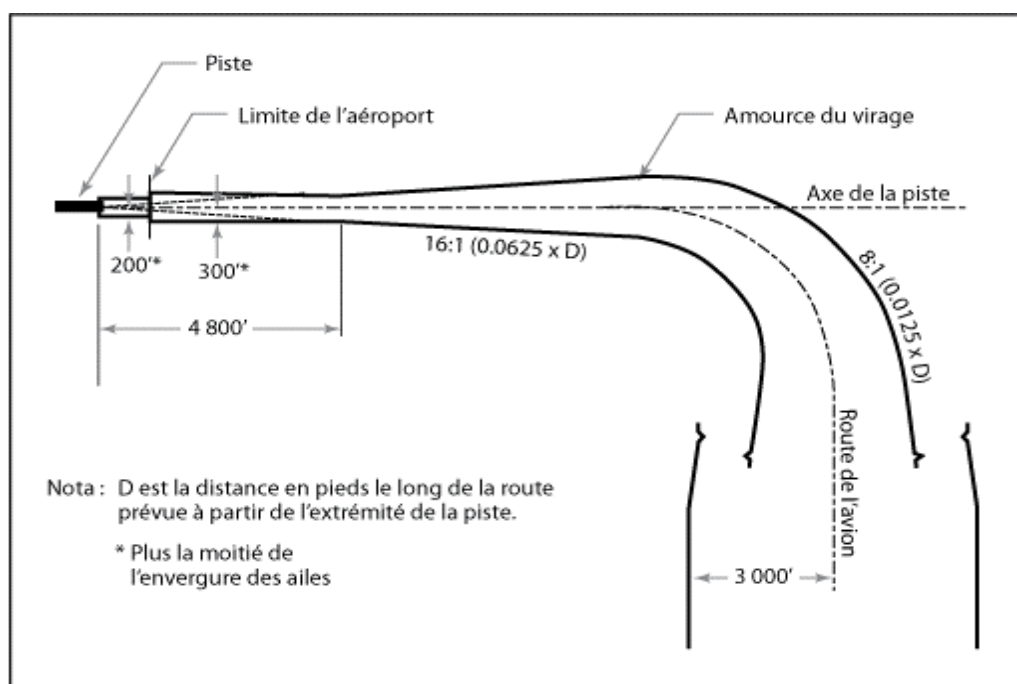 Piste
Limite de l'aéroport
Amource du virage
Axe de la piste
200'*
300'*
16:1 (0.0625 x D)
8:1 (0.0125 x D)
4 800'
Route de l'avion
Nota : D est la distance en pieds le long de la route
prévue à partir de l'extrémité de la piste.
* Plus la moitié de
l'envergure des ailes
3 000'